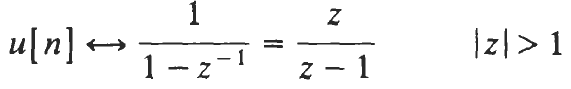 u[n] ↔ 1/(1 − z⁻¹) = z/(z − 1)    |z| > 1